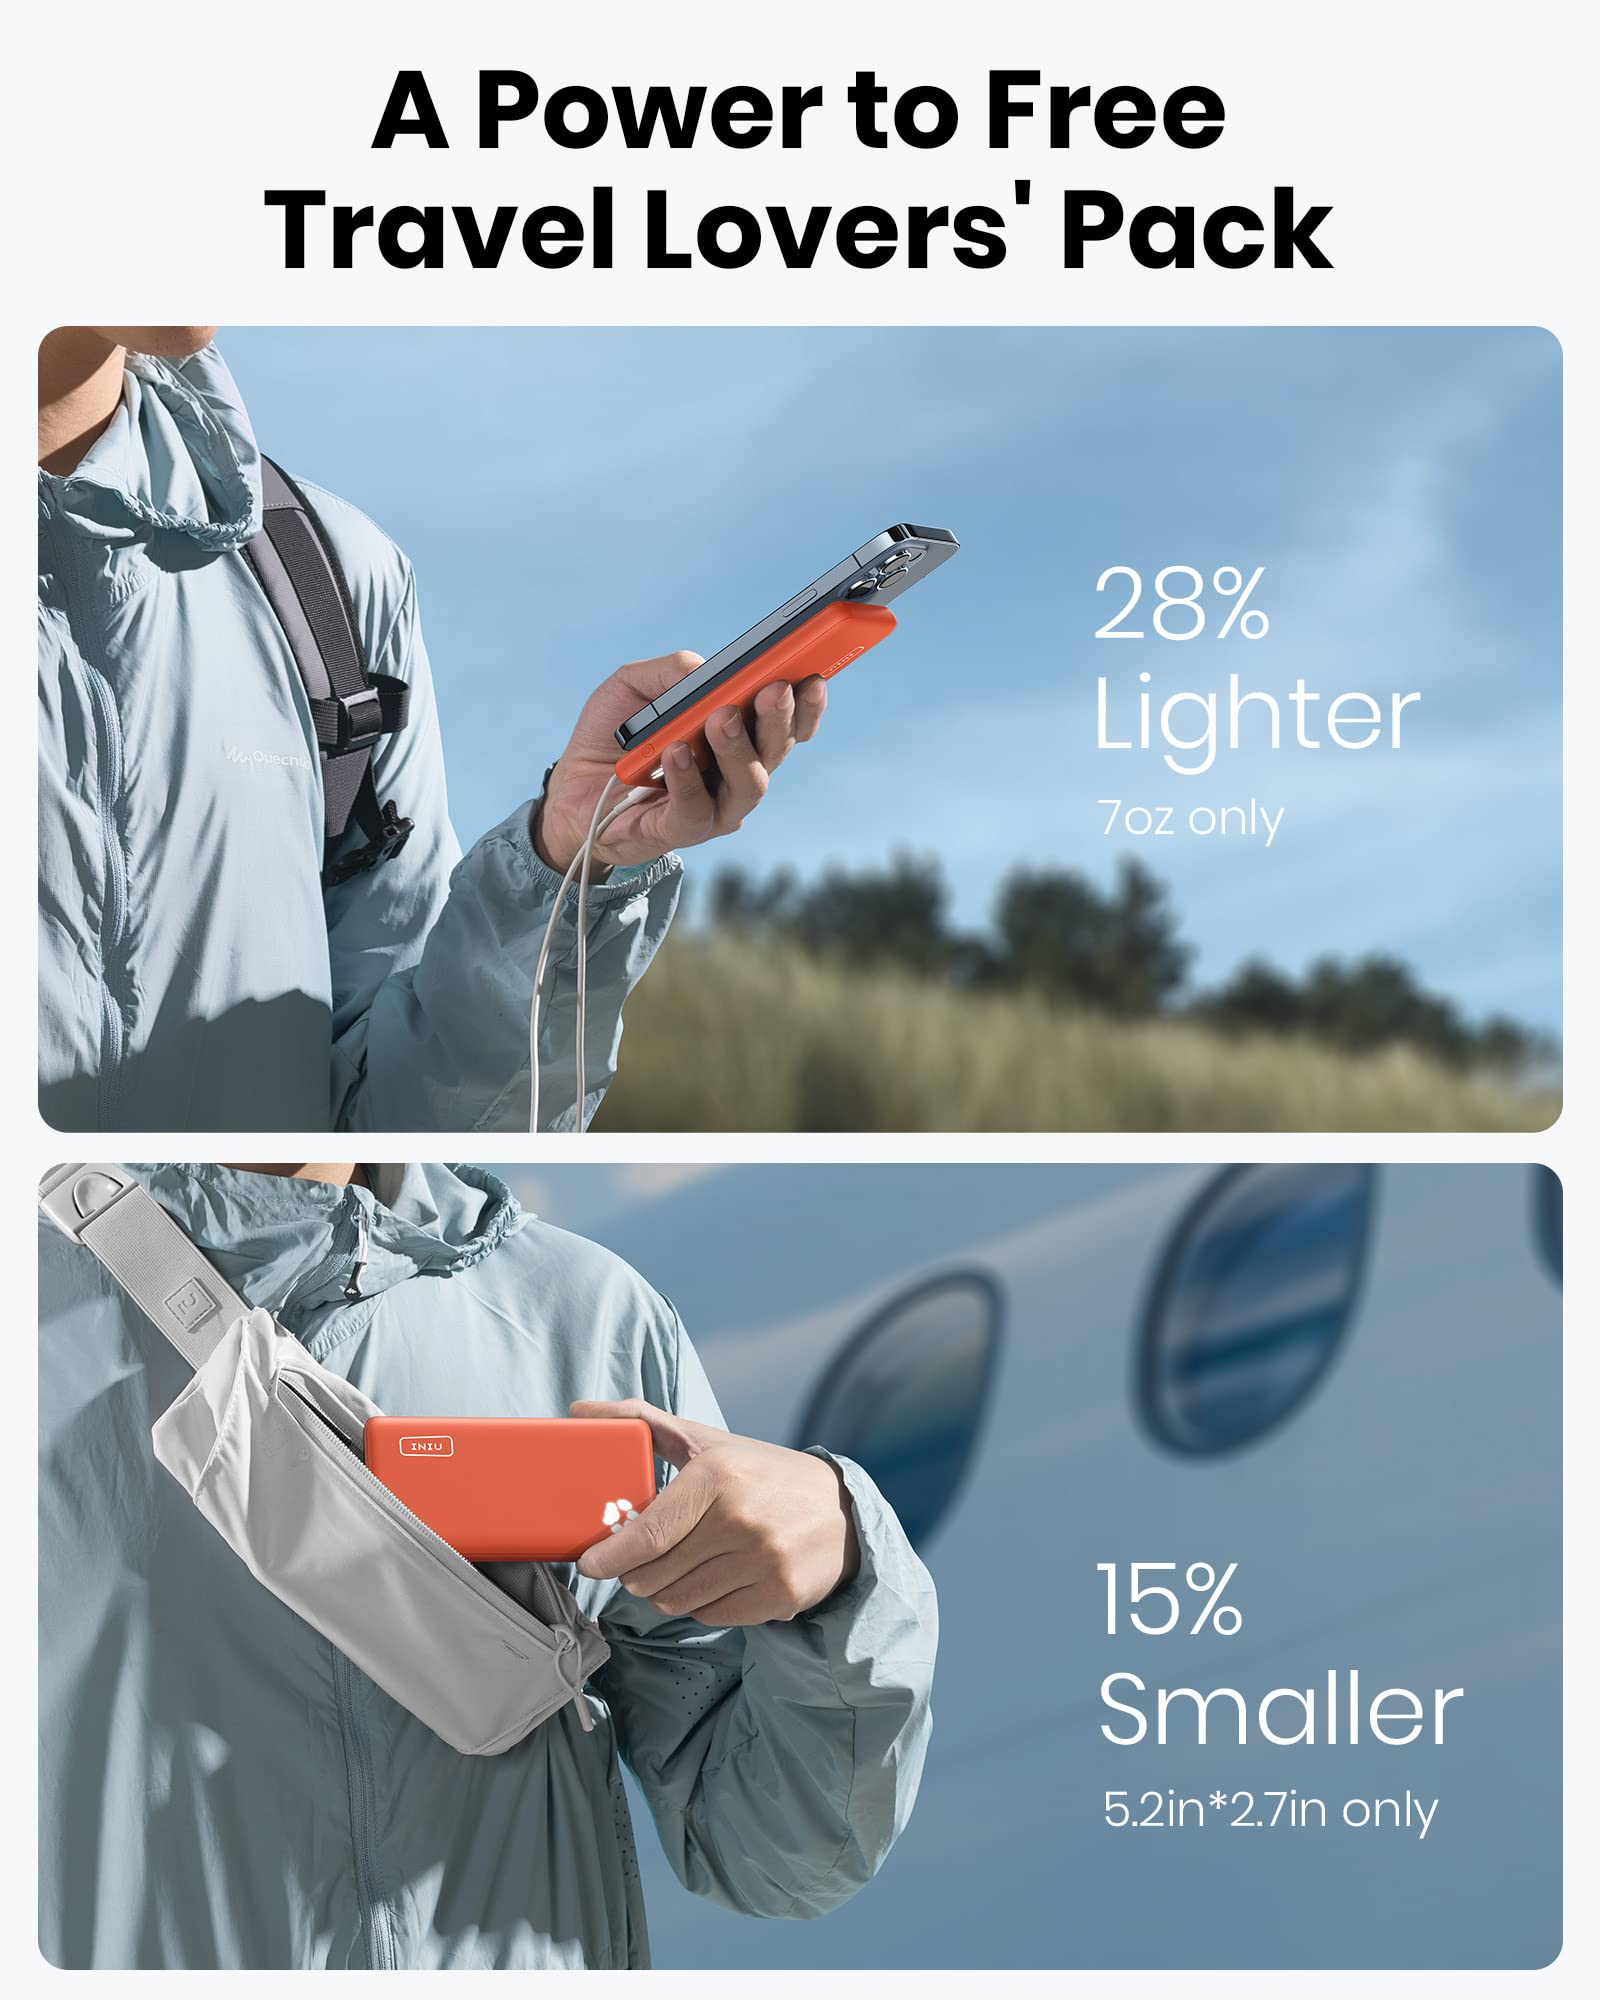 A Power to Free
Travel Lovers' Pack
28%
Lighter
7oz only
INIU
15%
Smaller
5.2in*2.7in only